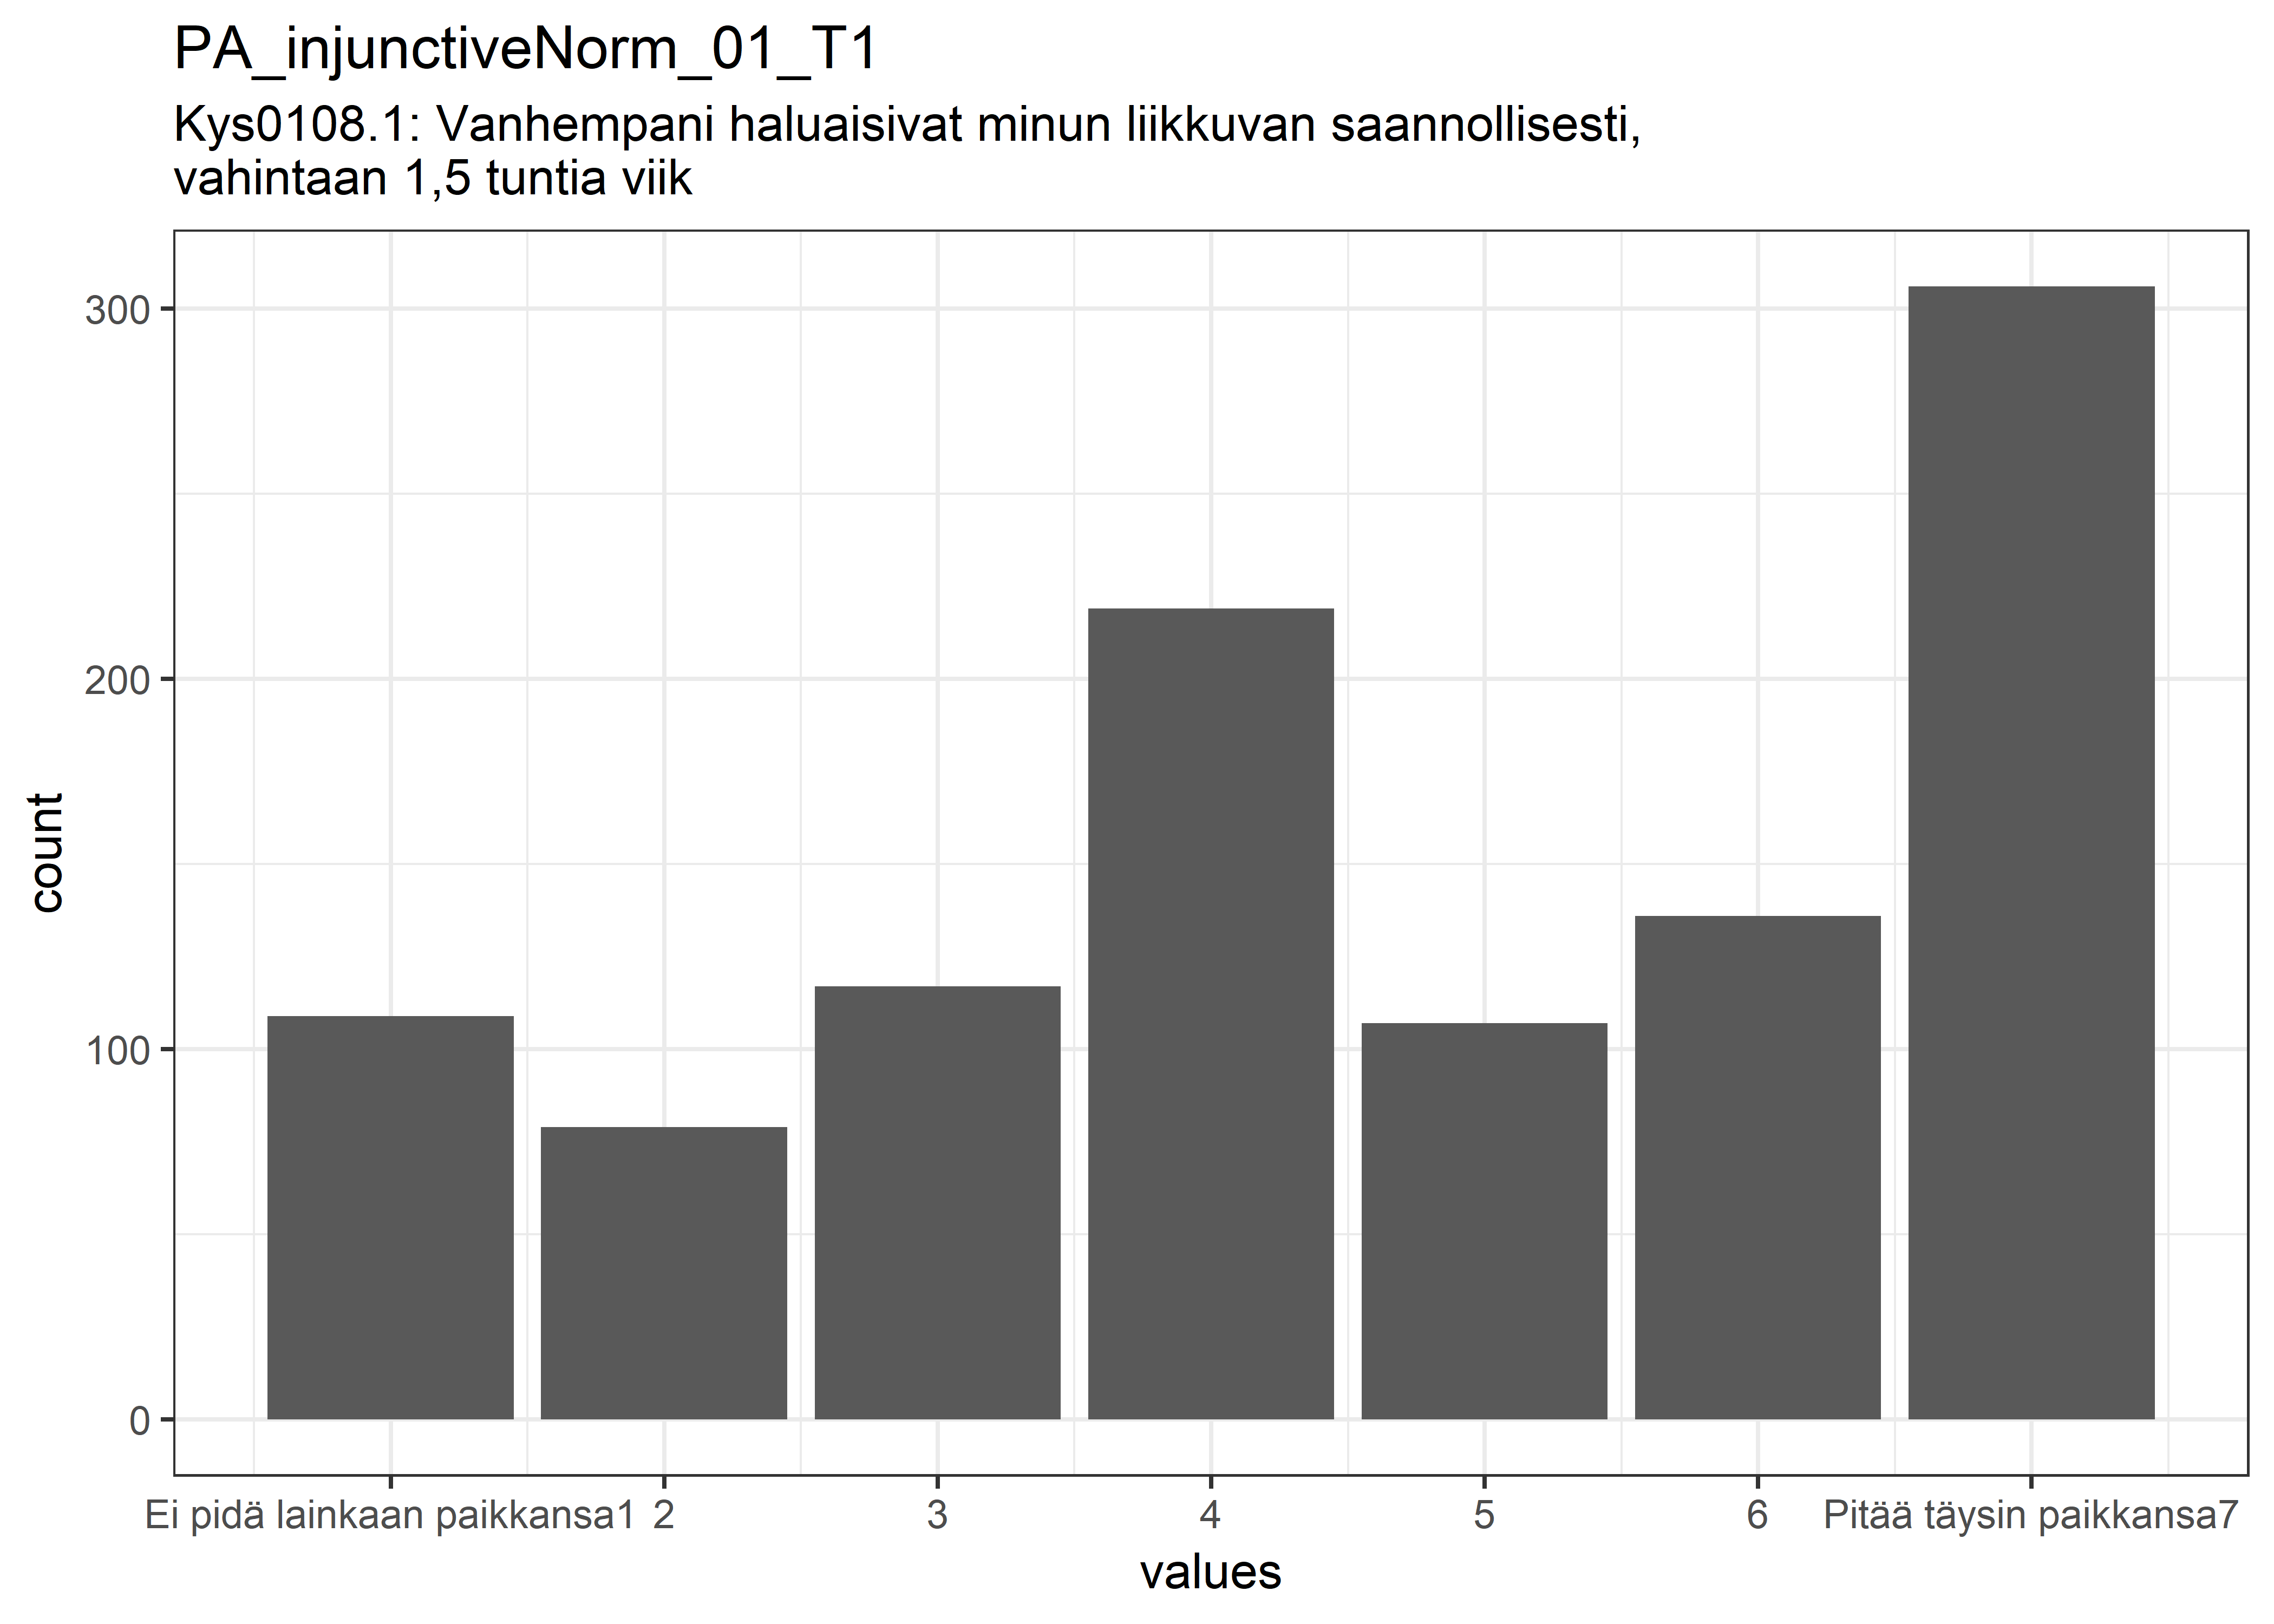 PA_injunctiveNorm_01_T1
Kys0108.1: Vanhempani haluaisivat minun liikkuvan saannollisesti,
vahintaan 1,5 tuntia viik
300
200
100
0
count
Ei pidä lainkaan paikkansa1 2 3 4 5 6 Pitää täysin paikkansa7
values